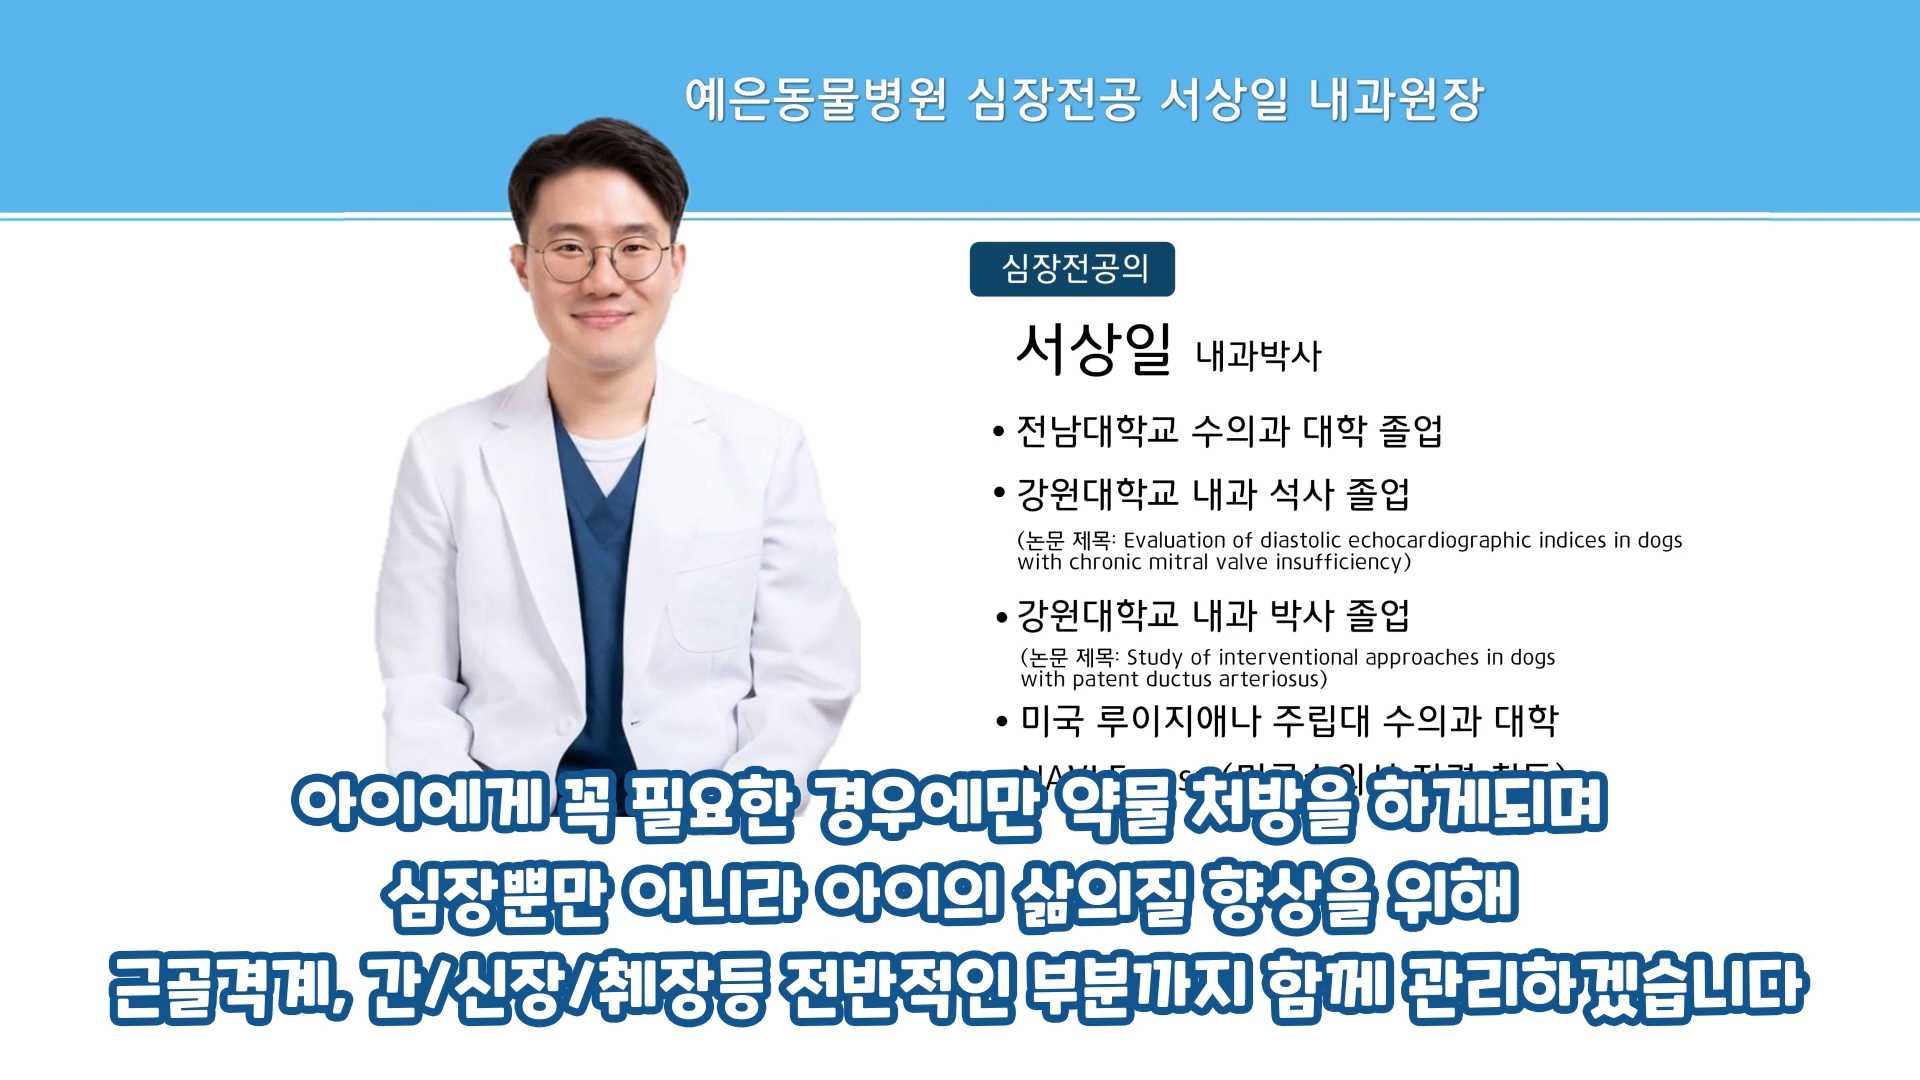 예은동물병원 심장전공 서상일 내과원장
심장전공의
서상일 내과박사
• 전남대학교 수의과 대학 졸업
• 강원대학교 내과 석사 졸업
(논문 제목: Evaluation of diastolic echocardiographic indices in dogs
with chronic mitral valve insufficiency)
• 강원대학교 내과 박사 졸업
(논문 제목: Study of interventional approaches in dogs
with patent ductus arteriosus)
• 미국 루이지애나 주립대 수의과 대학
아이에게 꼭 필요한 경우에만 약물 처방을 하게되며
심장뿐만 아니라 아이의 삶의질 향상을 위해
근골격계, 간/신장/췌장등 전반적인 부분까지 함께 관리하겠습니다